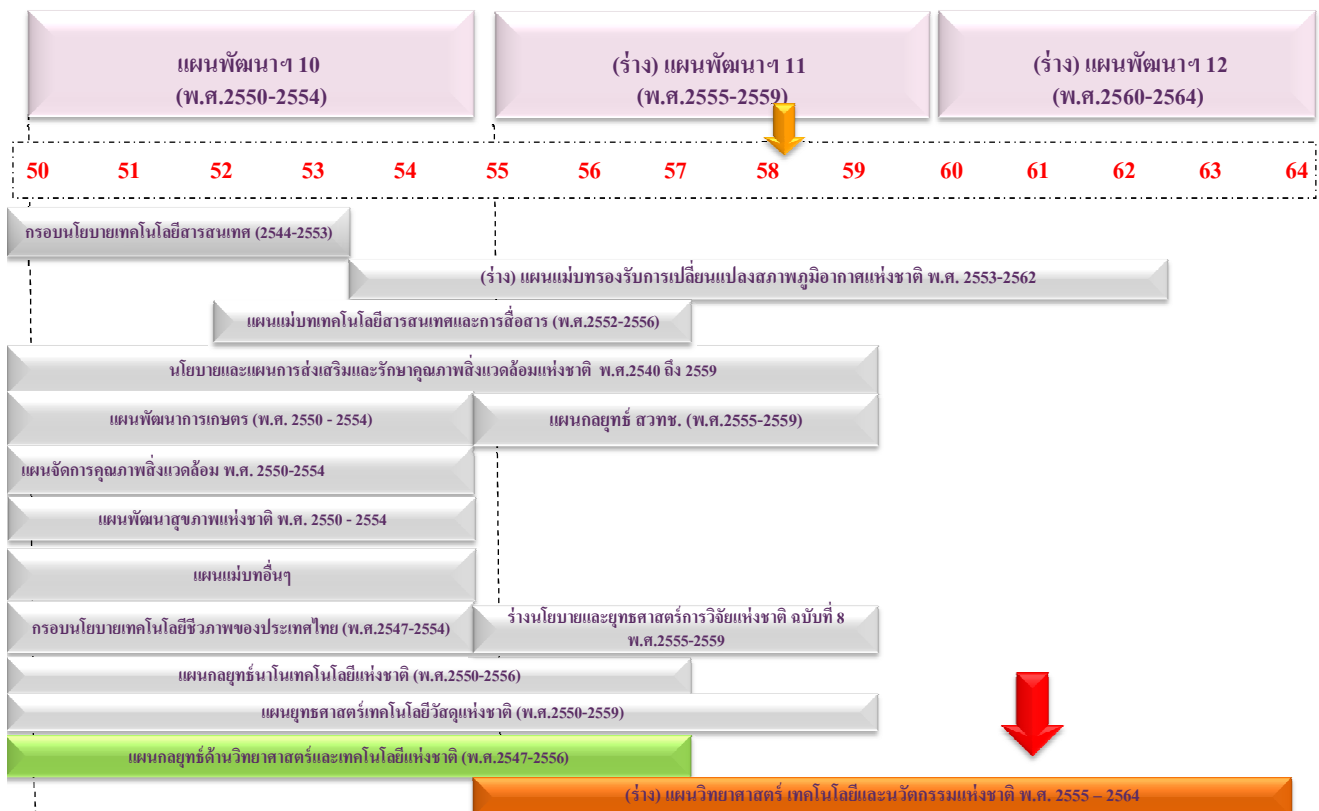 แผนพัฒนาฯ 10
(พ.ศ.2550-2554)
(ร่าง) แผนพัฒนาฯ 11
(พ.ศ.2555-2559)
(ร่าง) แผนพัฒนาฯ 12
(พ.ศ.2560-2564)
50 51 52 53 54 55 56 57 58 59 60 61 62 63 64
กรอบนโยบายเทคโนโลยีสารสนเทศ (2544-2553)
(ร่าง) แผนแม่บทรองรับการเปลี่ยนแปลงสภาพภูมิอากาศแห่งชาติ พ.ศ. 2553-2562
แผนแม่บทเทคโนโลยีสารสนเทศและการสื่อสาร (พ.ศ.2552-2556)
นโยบายและแผนการส่งเสริมและรักษาคุณภาพสิ่งแวดล้อมแห่งชาติ พ.ศ.2540 ถึง 2559
แผนพัฒนาการเกษตร (พ.ศ. 2550 - 2554)
แผนกลยุทธ์ สวทช. (พ.ศ.2555-2559)
แผนจัดการคุณภาพสิ่งแวดล้อม พ.ศ. 2550-2554
แผนพัฒนาสุขภาพแห่งชาติ พ.ศ. 2550 - 2554
แผนแม่บทอื่นๆ
กรอบนโยบายเทคโนโลยีชีวภาพของประเทศไทย (พ.ศ.2547-2554)
ร่างนโยบายและยุทธศาสตร์การวิจัยแห่งชาติ ฉบับที่ 8
พ.ศ.2555-2559
แผนกลยุทธ์นาโนเทคโนโลยีแห่งชาติ (พ.ศ.2550-2556)
แผนยุทธศาสตร์เทคโนโลยีวัสดุแห่งชาติ (พ.ศ.2550-2559)
แผนกลยุทธ์ด้านวิทยาศาสตร์และเทคโนโลยีแห่งชาติ (พ.ศ.2547-2556)
(ร่าง) แผนวิทยาศาสตร์ เทคโนโลยีและนวัตกรรมแห่งชาติ พ.ศ. 2555 – 2564